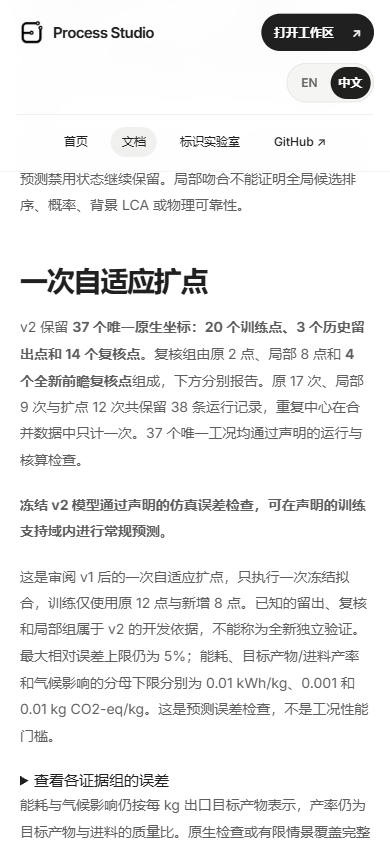 Process Studio
打开工作区 ↗
EN 中文
首页 文档 标识实验室 GitHub ↗
预测禁用状态继续保留。局部吻合不能证明全局候选排
序、概率、背景 LCA 或物理可靠性。
一次自适应扩点
v2 保留 37 个唯一原生坐标：20 个训练点、3 个历史留
出点和 14 个复核点。复核组由原 2 点、局部 8 点和 4
个全新前瞻复核点组成，下方分别报告。原 17 次、局部
9 次与扩点 12 次共保留 38 条运行记录，重复中心在合
并数据中只计一次。37 个唯一工况均通过声明的运行与
核算检查。
冻结 v2 模型通过声明的仿真误差检查，可在声明的训练
支持域内进行常规预测。
这是审阅 v1 后的一次自适应扩点，只执行一次冻结拟
合，训练仅使用原 12 点与新增 8 点。已知的留出、复核
和局部组属于 v2 的开发依据，不能称为全新独立验证。
最大相对误差上限仍为 5%；能耗、目标产物/进料产率
和气候影响的分母下限分别为 0.01 kWh/kg、0.001 和
0.01 kg CO2-eq/kg。这是预测误差检查，不是工况性能
门槛。
▶ 查看各证据组的误差
能耗与气候影响仍按每 kg 出口目标产物表示，产率仍为
目标产物与进料的质量比。原生检查或有限情景覆盖完整